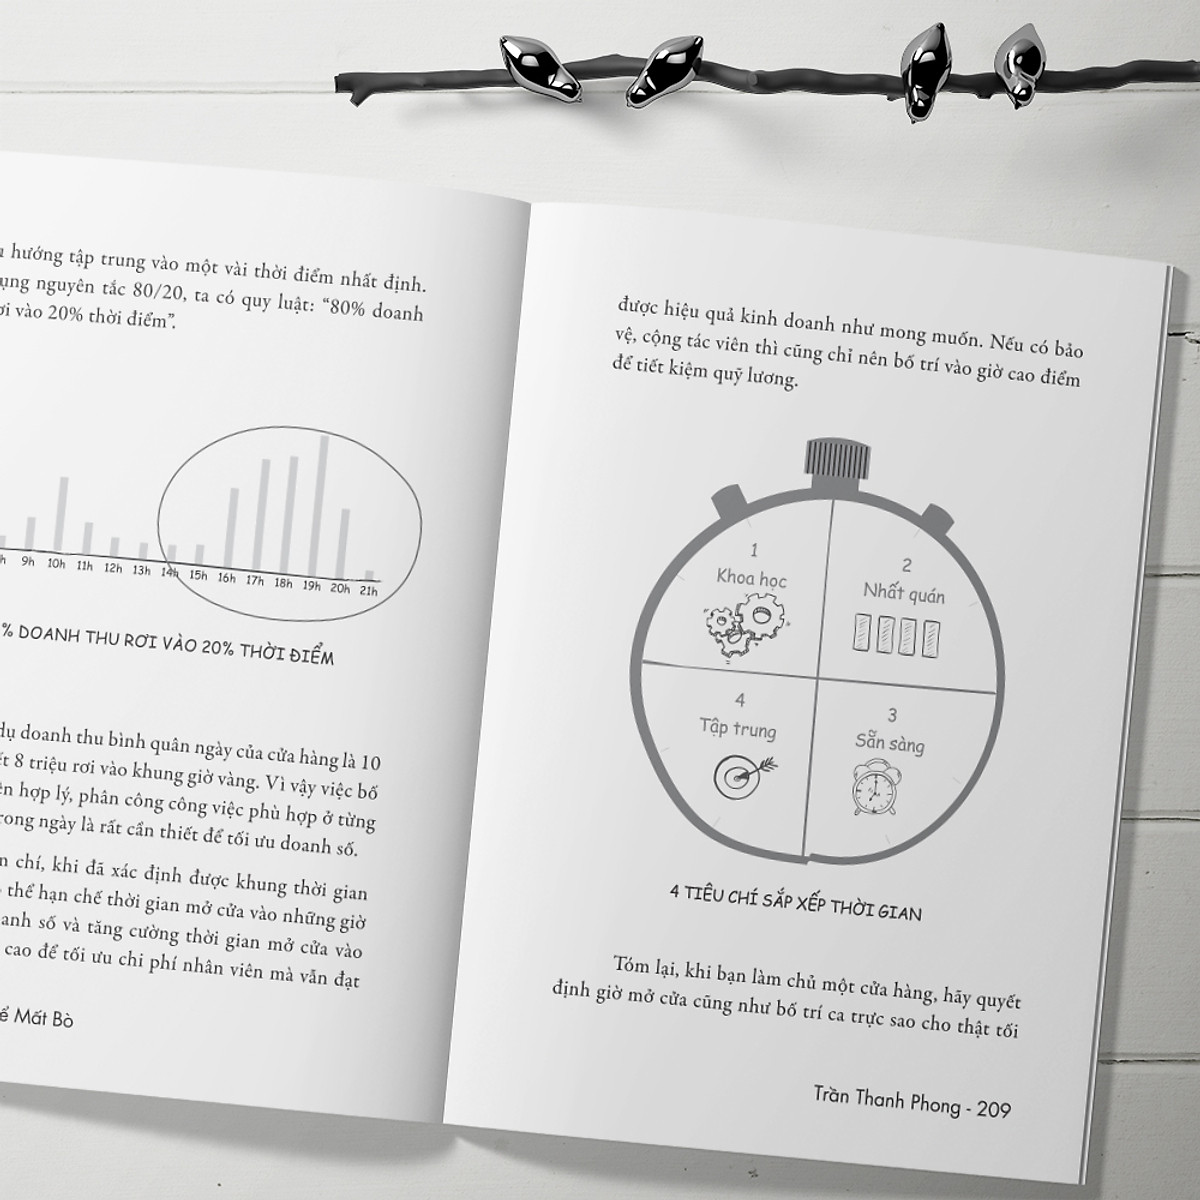 hướng tập trung vào một vài thời điểm nhất định.
nguyên tắc 80/20, ta có quy luật: “80% doanh
vào 20% thời điểm”.
9h 10h 11h 12h 13h 14h 15h 16h 17h 18h 19h 20h 21h
% DOANH THU RƠI VÀO 20% THỜI ĐIỂM
doanh thu bình quân ngày của cửa hàng là 10
8 triệu rơi vào khung giờ vàng. Vì vậy việc bố
hợp lý, phân công công việc phù hợp ở từng
trong ngày là rất cần thiết để tối ưu doanh số.
chí, khi đã xác định được khung thời gian
thể hạn chế thời gian mở cửa vào những giờ
anh số và tăng cường thời gian mở cửa vào
cao để tối ưu chi phí nhân viên mà vẫn đạt
Mất Bò
được hiệu quả kinh doanh như mong muốn. Nếu có bảo
vệ, cộng tác viên thì cũng chỉ nên bố trí vào giờ cao điểm
để tiết kiệm quỹ lương.
1
Khoa học
2
Nhất quán
4
Tập trung
3
Sẵn sàng
4 TIÊU CHÍ SẮP XẾP THỜI GIAN
Tóm lại, khi bạn làm chủ một cửa hàng, hãy quyết
định giờ mở cửa cũng như bố trí ca trực sao cho thật tối
Trần Thanh Phong - 209